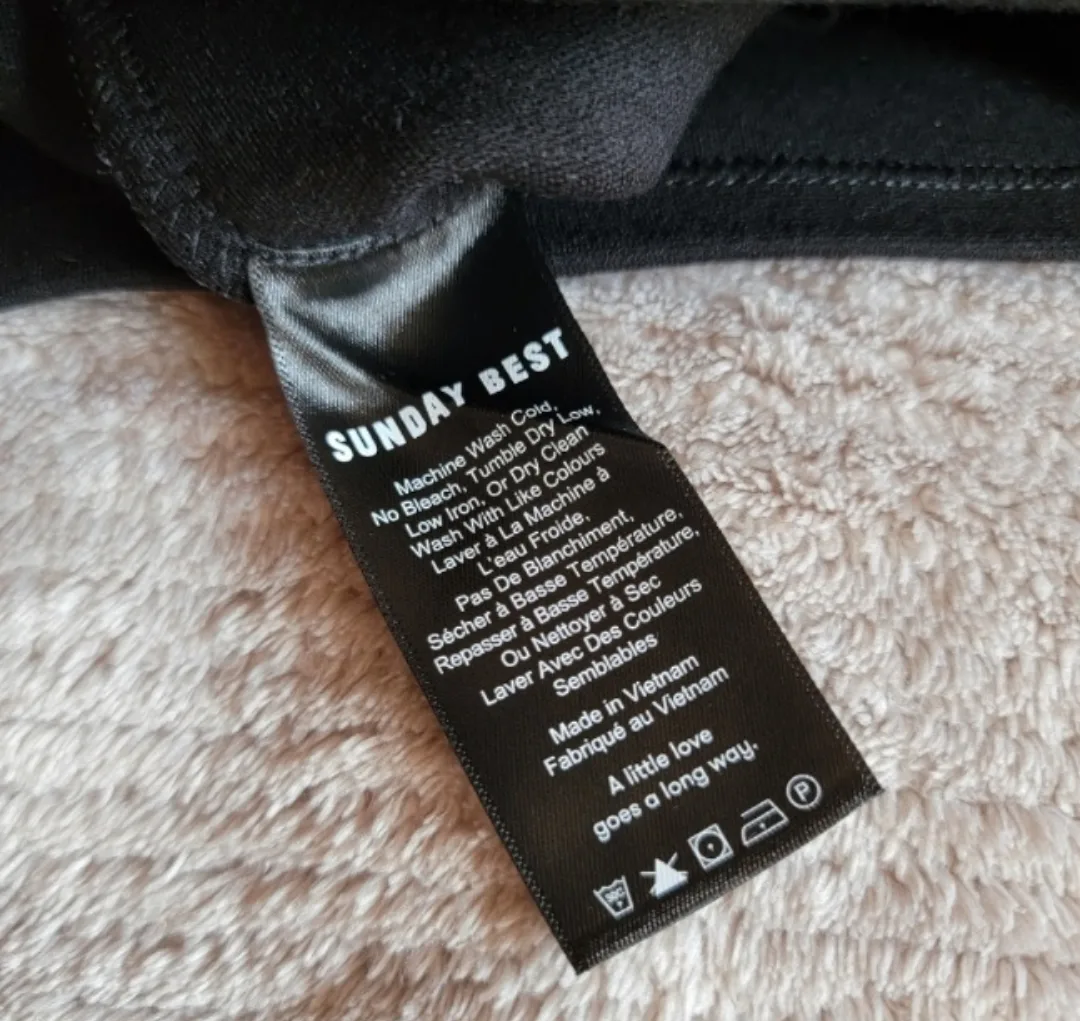 SUNDAY BEST
Machine Wash Cold,
No Bleach, Tumble Dry Low,
Low Iron, Or Dry Clean
Wash With Like Colours
Laver à La Machine à
L'eau Froide,
Pas De Blanchiment,
Sécher à Basse Température,
Repasser à Basse Température,
Ou Nettoyer à Sec
Laver Avec Des Couleurs
Semblables
Made in Vietnam
Fabriqué au Vietnam
A little love
goes a long way.
30C
P